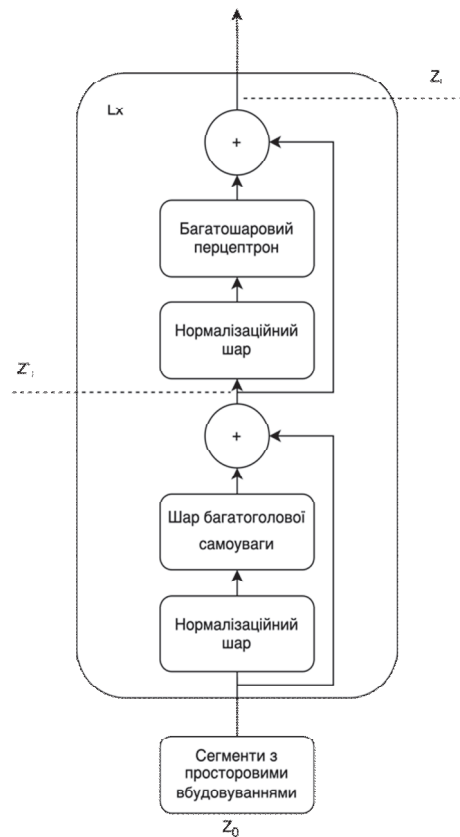 Lx
Багатошаровий
перцептрон
Нормалізаційний
шар
Шар багатоголової
самоуваги
Нормалізаційний
шар
Сегменти з
просторовими
вбудовуваннями
Z₀